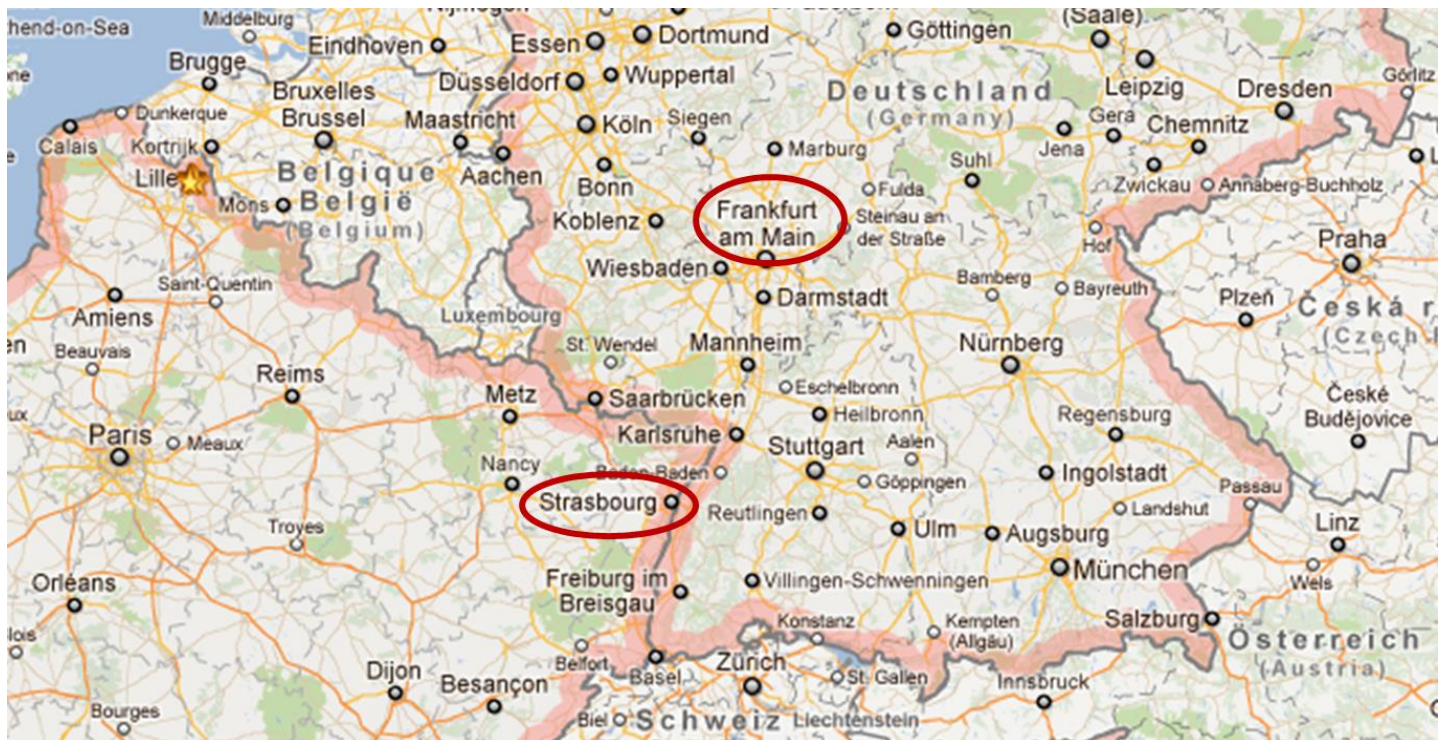 Middelburg
hend-on-Sea
Eindhoven
Essen
Dortmund
Göttingen
(Saale)
Brugge
Düsseldorf
Wuppertal
Deutschland
(Germany)
Leipzig
Dresden
Görlitz
Bruxelles
Brussel
Maastricht
Dunkerque
Calais
Kortrijk
Köln
Siegen
Marburg
Gera
Chemnitz
Jena
Lille
Belgique
België
(Belgium)
Mons
Aachen
Bonn
Suhl
Fulda
Zwickau
Annaberg-Buchholz
Koblenz
Frankfurt
am Main
Steinau an
der Straße
Hof
Praha
Wiesbaden
Saint-Quentin
Bamberg
Bayreuth
Plzeň
Česká r
(Czech
Amiens
Luxembourg
Darmstadt
en
Beauvais
St. Wendel
Mannheim
Nürnberg
Reims
Metz
Saarbrücken
Eschelbronn
Heilbronn
Regensburg
České
Budějovice
Paris
Meaux
Karlsruhe
Stuttgart
Aalen
Nancy
Baden-Baden
Göppingen
Ingolstadt
Passau
Strasbourg
Reutlingen
Landshut
Troyes
Ulm
Augsburg
Linz
Orléans
Freiburg im
Breisgau
Villingen-Schwenningen
München
Wels
lois
Konstanz
Kempten
(Allgäu)
Salzburg
Österreich
(Austria)
Dijon
Besançon
Belfort
Basel
Zürich
St. Gallen
Innsbruck
Bourges
Biel
Schweiz
Liechtenstein